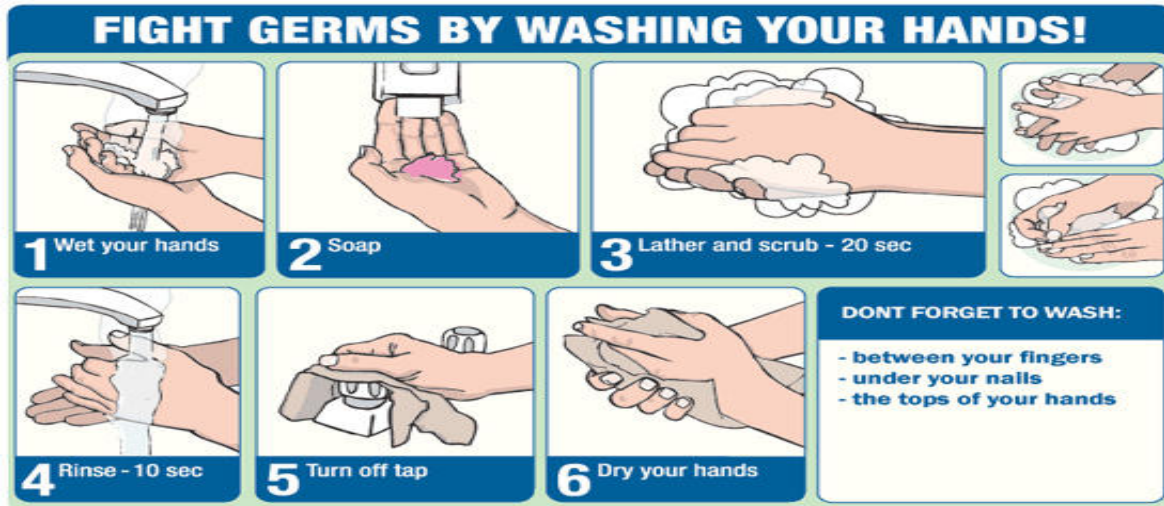 FIGHT GERMS BY WASHING YOUR HANDS!
1 Wet your hands
2 Soap
3 Lather and scrub - 20 sec
4 Rinse - 10 sec
5 Turn off tap
6 Dry your hands
DONT FORGET TO WASH:
- between your fingers
- under your nails
- the tops of your hands